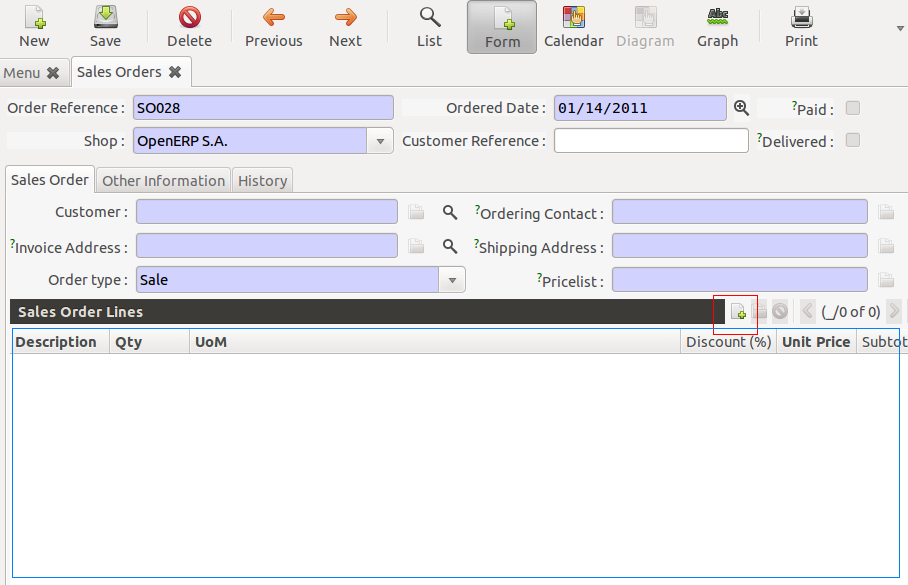 New Save Delete Previous Next List Form Calendar Diagram Abc Graph Print
Menu Sales Orders
Order Reference : SO028 Ordered Date : 01/14/2011 ?Paid :
Shop : OpenERP S.A. Customer Reference : ?Delivered :
Sales Order Other Information History
Customer : ?Ordering Contact :
?Invoice Address : ?Shipping Address :
Order type : Sale ?Pricelist :
Sales Order Lines (_/0 of 0)
Description Qty UoM Discount (%) Unit Price Subtot